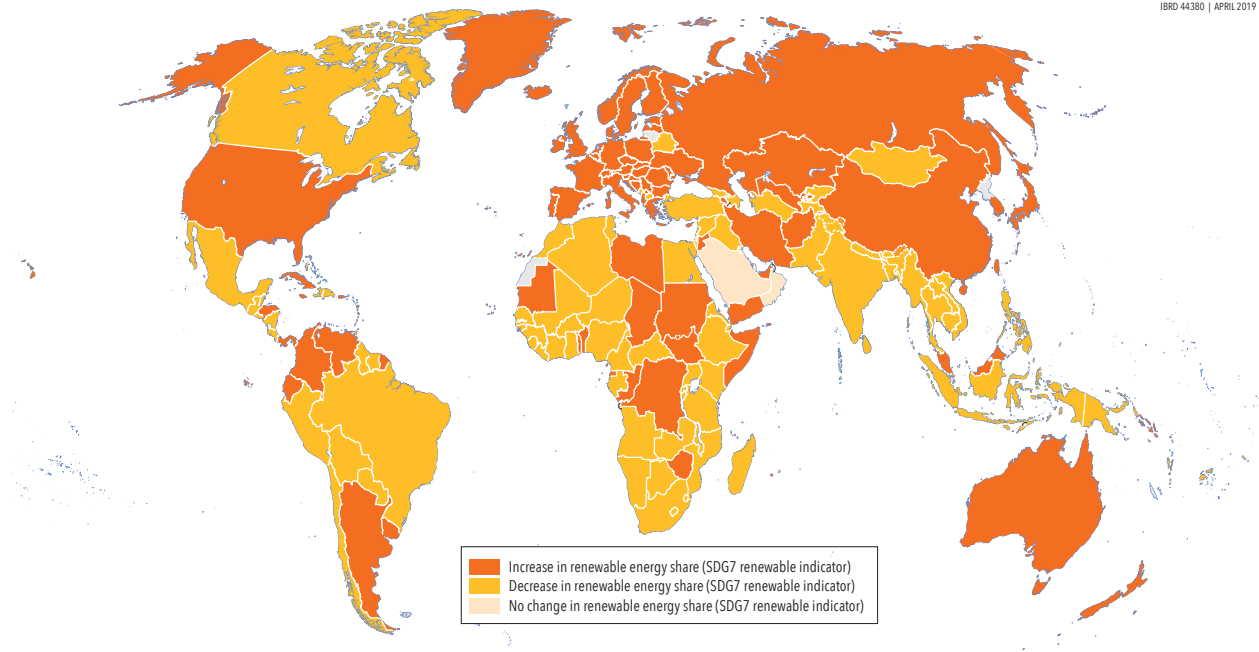 IBRD 44380 | APRIL 2019
Increase in renewable energy share (SDG7 renewable indicator)
Decrease in renewable energy share (SDG7 renewable indicator)
No change in renewable energy share (SDG7 renewable indicator)